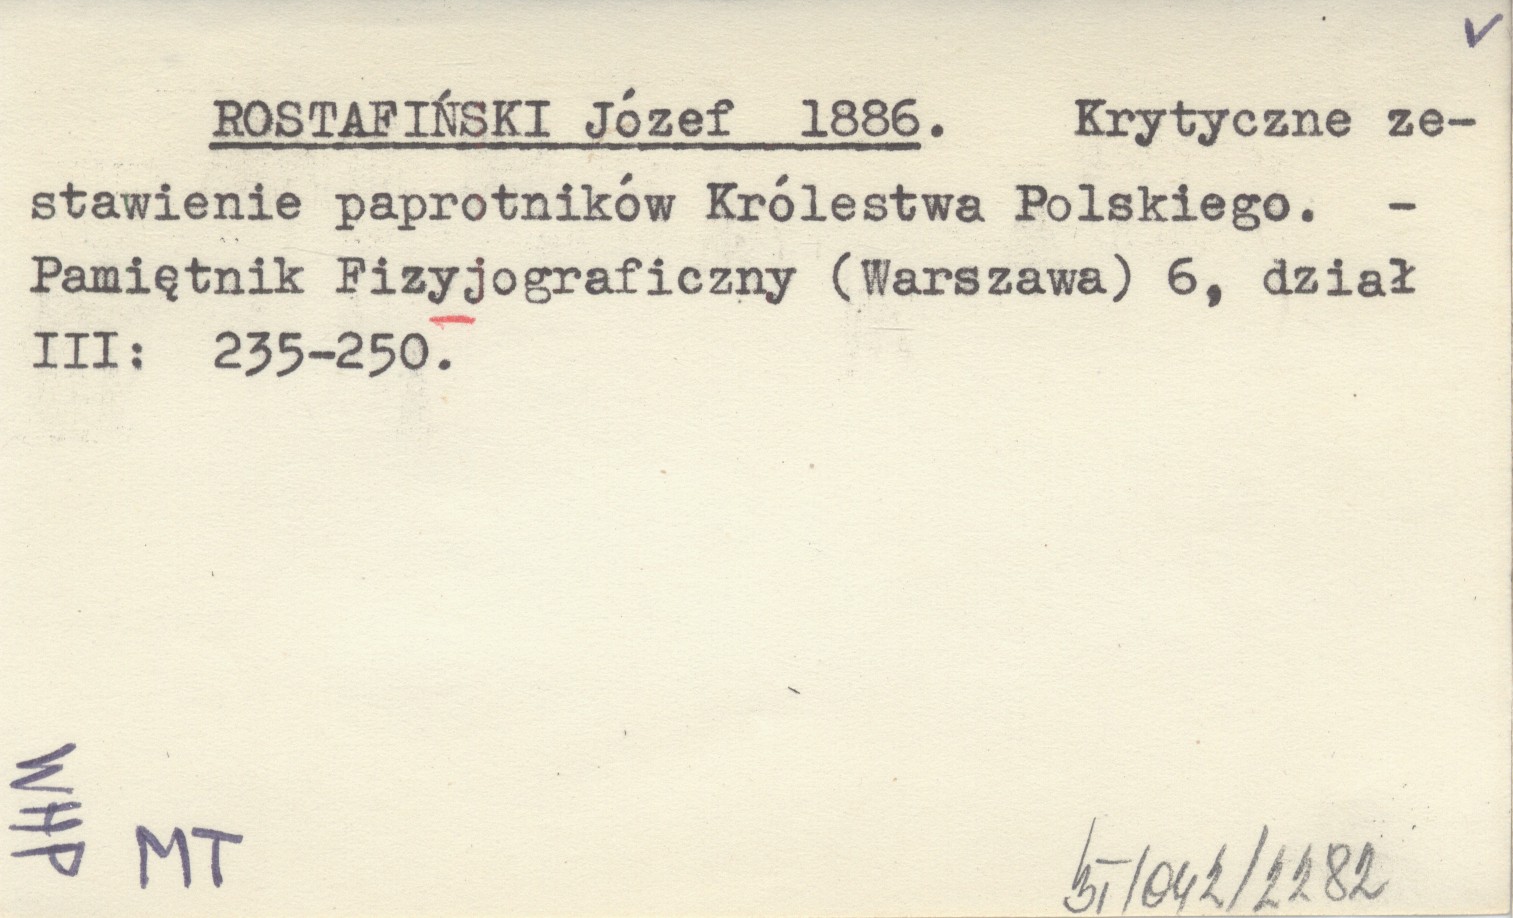 ROSTAFIŃSKI Józef 1886. Krytyczne ze-
stawienie paprotników Królestwa Polskiego. -
Pamiętnik Fizyjograficzny (Warszawa) 6, dział
III: 235-250.
WHP
MT
/042/2282